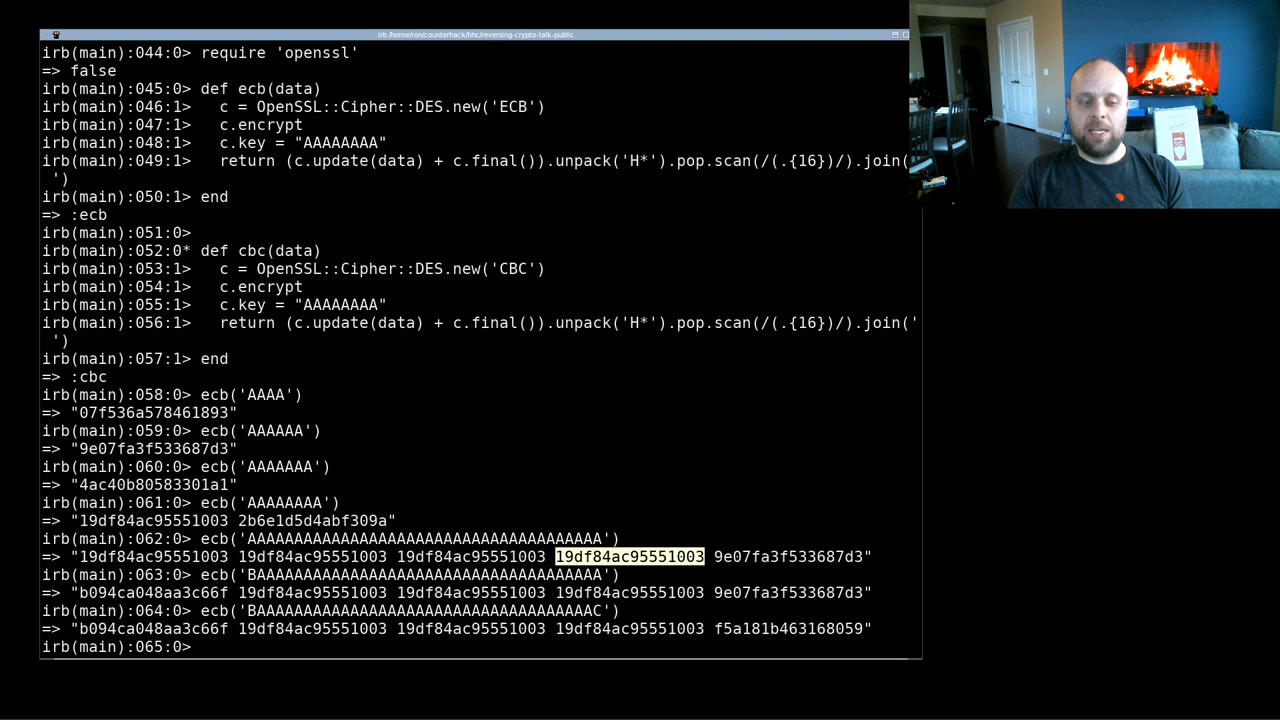 irb /home/ron/counterhack/hhc/reversing-crypto-talk-public
irb(main):044:0> require 'openssl'
=> false
irb(main):045:0> def ecb(data)
irb(main):046:1>   c = OpenSSL::Cipher::DES.new('ECB')
irb(main):047:1>   c.encrypt
irb(main):048:1>   c.key = "AAAAAAAA"
irb(main):049:1>   return (c.update(data) + c.final()).unpack('H*').pop.scan(/(.{16})/).join(
 ')
irb(main):050:1> end
=> :ecb
irb(main):051:0>
irb(main):052:0* def cbc(data)
irb(main):053:1>   c = OpenSSL::Cipher::DES.new('CBC')
irb(main):054:1>   c.encrypt
irb(main):055:1>   c.key = "AAAAAAAA"
irb(main):056:1>   return (c.update(data) + c.final()).unpack('H*').pop.scan(/(.{16})/).join('
 ')
irb(main):057:1> end
=> :cbc
irb(main):058:0> ecb('AAAA')
=> "07f536a578461893"
irb(main):059:0> ecb('AAAAAA')
=> "9e07fa3f533687d3"
irb(main):060:0> ecb('AAAAAAA')
=> "4ac40b80583301a1"
irb(main):061:0> ecb('AAAAAAAA')
=> "19df84ac95551003 2b6e1d5d4abf309a"
irb(main):062:0> ecb('AAAAAAAAAAAAAAAAAAAAAAAAAAAAAAAAAAAAAA')
=> "19df84ac95551003 19df84ac95551003 19df84ac95551003 19df84ac95551003 9e07fa3f533687d3"
irb(main):063:0> ecb('BAAAAAAAAAAAAAAAAAAAAAAAAAAAAAAAAAAAAA')
=> "b094ca048aa3c66f 19df84ac95551003 19df84ac95551003 19df84ac95551003 9e07fa3f533687d3"
irb(main):064:0> ecb('BAAAAAAAAAAAAAAAAAAAAAAAAAAAAAAAAAAAAC')
=> "b094ca048aa3c66f 19df84ac95551003 19df84ac95551003 19df84ac95551003 f5a181b463168059"
irb(main):065:0>